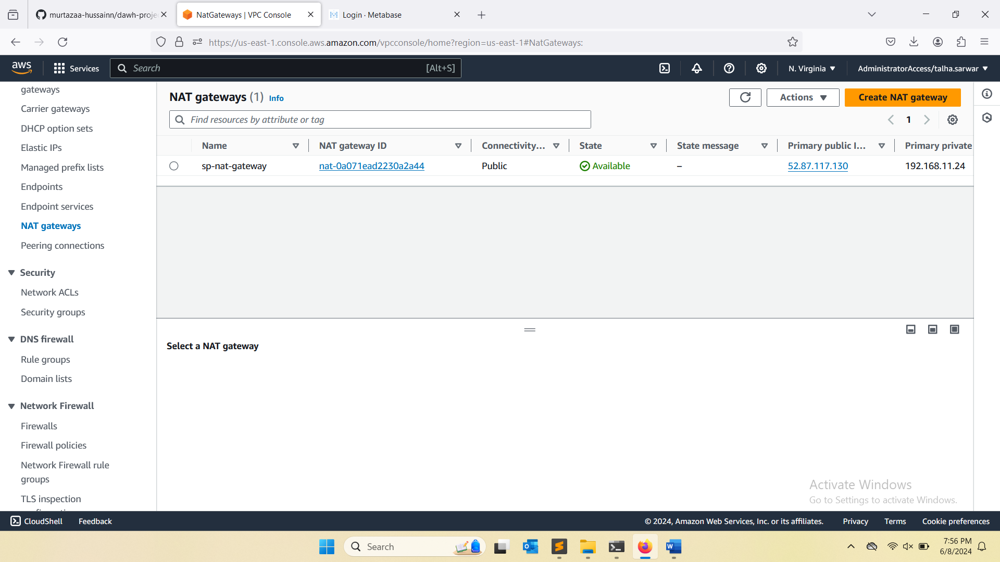 murtazaa-hussainn/dawh-proje
NatGateways | VPC Console
Login · Metabase
https://us-east-1.console.aws.amazon.com/vpcconsole/home?region=us-east-1#NatGateways:
aws
Services
Search
[Alt+S]
N. Virginia
AdministratorAccess/talha.sarwar
gateways
Carrier gateways
DHCP option sets
Elastic IPs
Managed prefix lists
Endpoints
Endpoint services
NAT gateways
Peering connections
Security
Network ACLs
Security groups
DNS firewall
Rule groups
Domain lists
Network Firewall
Firewalls
Firewall policies
Network Firewall rule
groups
TLS inspection
NAT gateways (1) Info
Actions
Create NAT gateway
Find resources by attribute or tag
1
Name
NAT gateway ID
Connectivity...
State
State message
Primary public I...
Primary private
sp-nat-gateway
nat-0a071ead2230a2a44
Public
Available
–
52.87.117.130
192.168.11.24
Select a NAT gateway
Activate Windows
Go to Settings to activate Windows.
CloudShell
Feedback
© 2024, Amazon Web Services, Inc. or its affiliates.
Privacy
Terms
Cookie preferences
Search
7:56 PM
6/8/2024